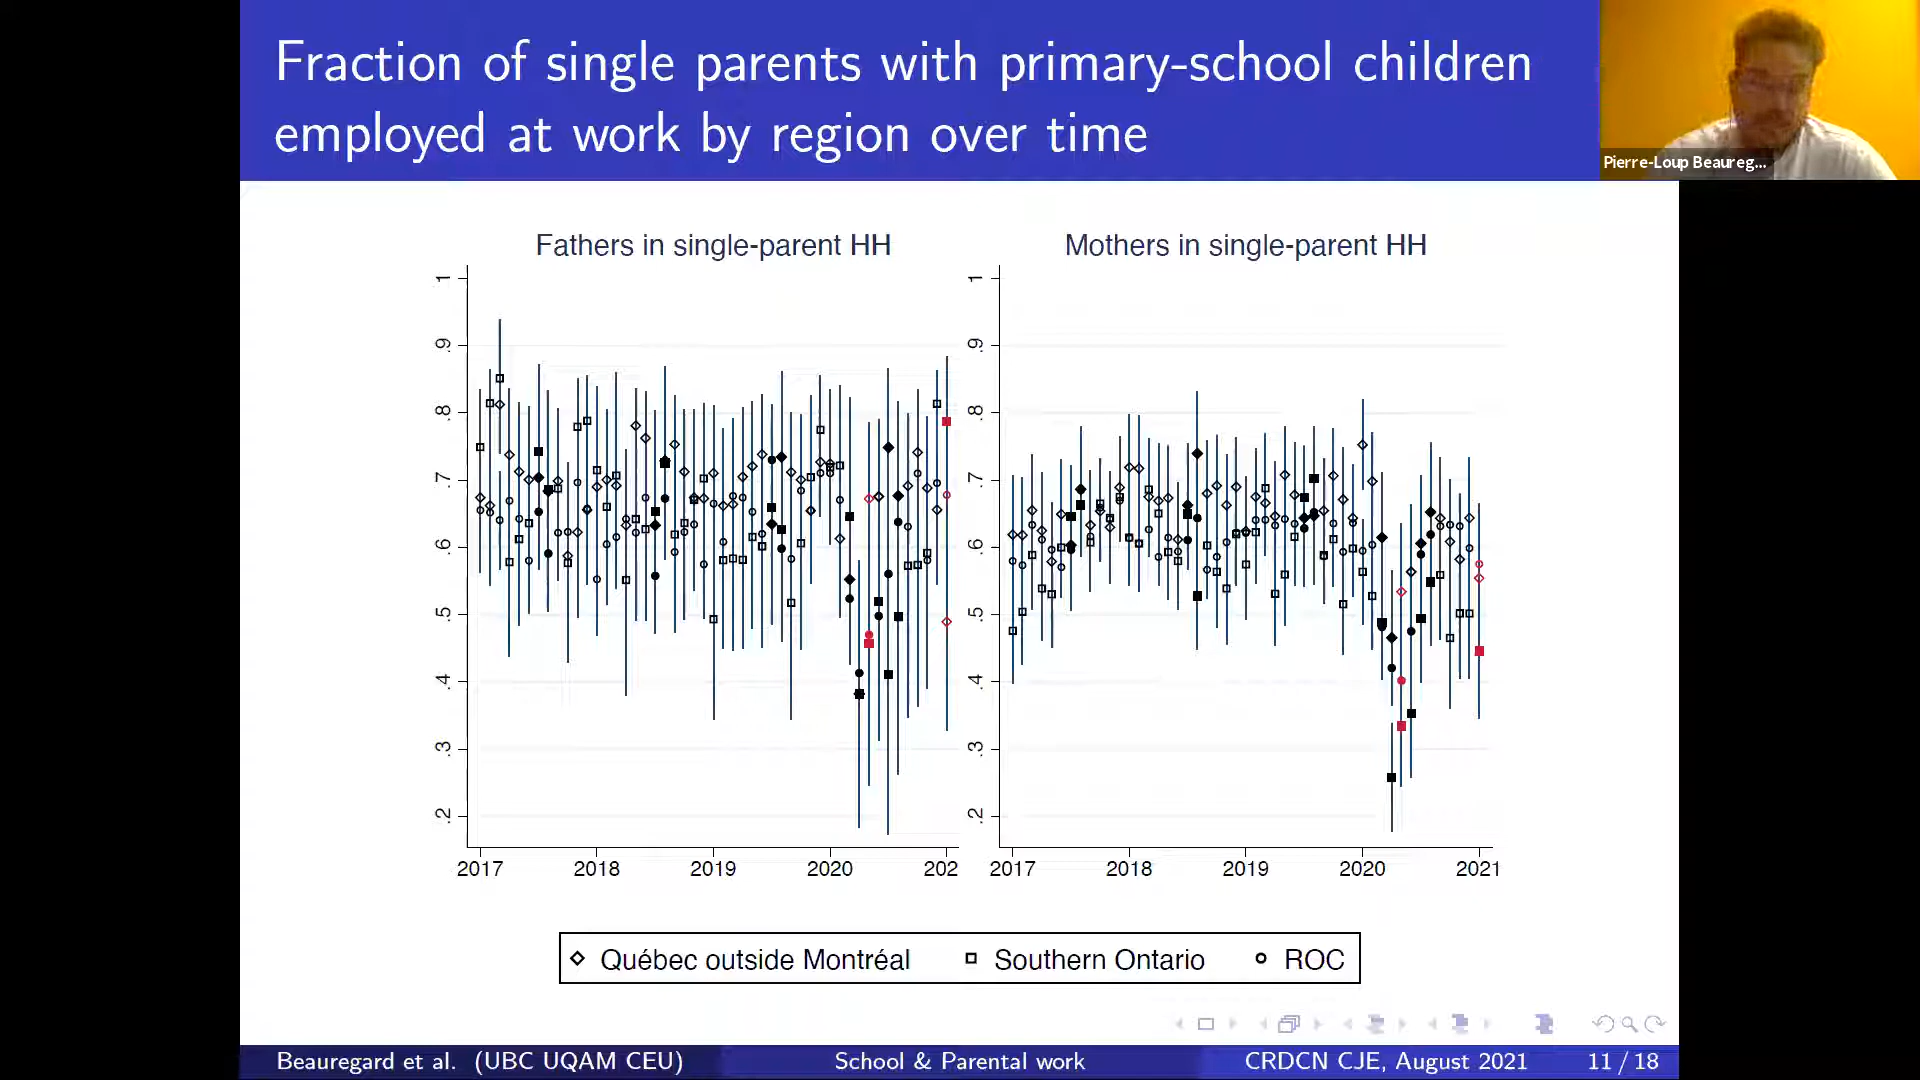 Fraction of single parents with primary-school children
employed at work by region over time
Pierre-Loup Beaureg...
Fathers in single-parent HH
1
.9
.8
.7
.6
.5
.4
.3
.2
2017 2018 2019 2020 202
Mothers in single-parent HH
1
.9
.8
.7
.6
.5
.4
.3
.2
2017 2018 2019 2020 2021
Québec outside Montréal Southern Ontario ROC
Beauregard et al. (UBC UQAM CEU) School & Parental work CRDCN CJE, August 2021 11 / 18